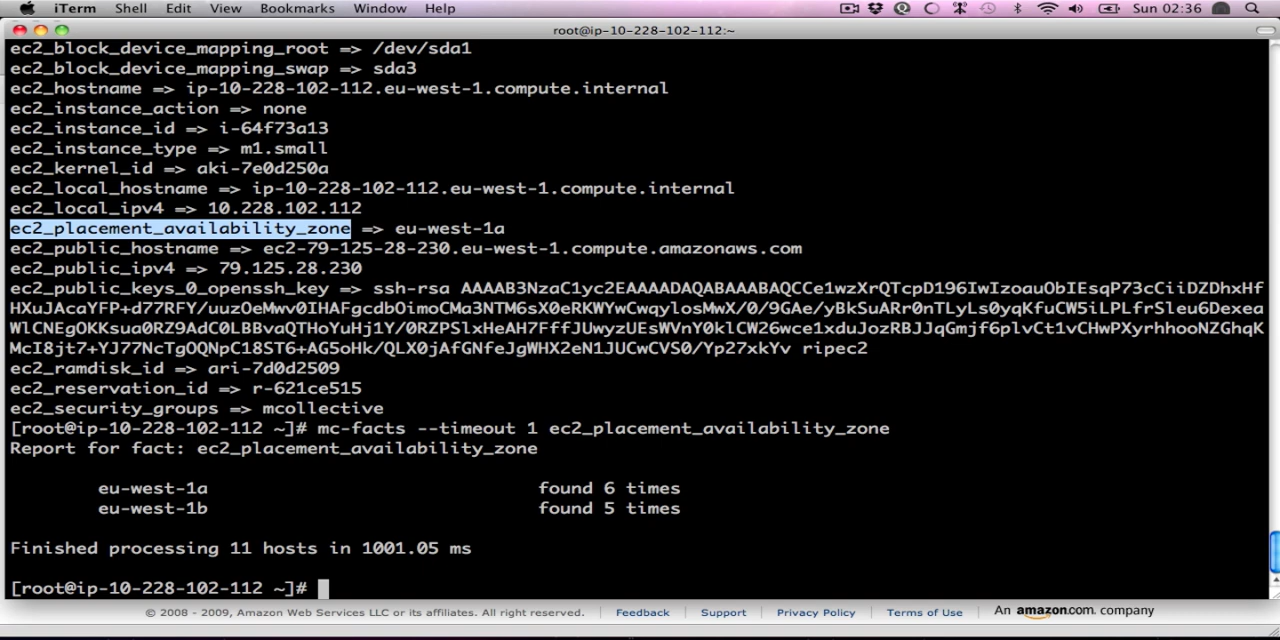 iTerm Shell Edit View Bookmarks Window Help Sun 02:36
root@ip-10-228-102-112:~
ec2_block_device_mapping_root => /dev/sda1
ec2_block_device_mapping_swap => sda3
ec2_hostname => ip-10-228-102-112.eu-west-1.compute.internal
ec2_instance_action => none
ec2_instance_id => i-64f73a13
ec2_instance_type => m1.small
ec2_kernel_id => aki-7e0d250a
ec2_local_hostname => ip-10-228-102-112.eu-west-1.compute.internal
ec2_local_ipv4 => 10.228.102.112
ec2_placement_availability_zone => eu-west-1a
ec2_public_hostname => ec2-79-125-28-230.eu-west-1.compute.amazonaws.com
ec2_public_ipv4 => 79.125.28.230
ec2_public_keys_0_openssh_key => ssh-rsa AAAAB3NzaC1yc2EAAAADAQABAAABAQCCe1wzXrQTcpD196IwIzoauObIEsqP73cCiiDZDhxHf
HXuJAcaYFP+d77RFY/uuzOeMwv0IHAFgcdbOimoCMa3NTM6sX0eRKWYwCwqylosMwX/0/9GAe/yBkSuARr0nTLyLs0yqKfuCW5iLPLfrSleu6Dexea
WlCNEgOKKsua0RZ9AdC0LBBvaQTHoYuHj1Y/0RZPSlxHeAH7FffJUwyzUEsWVnY0klCW26wce1xduJozRBJJqGmjf6plvCt1vCHwPXyrhhooNZGhqK
McI8jt7+YJ77NcTgOQNpC18ST6+AG5oHk/QLX0jAfGNfeJgWHX2eN1JUCwCVS0/Yp27xkYv ripec2
ec2_ramdisk_id => ari-7d0d2509
ec2_reservation_id => r-621ce515
ec2_security_groups => mcollective
[root@ip-10-228-102-112 ~]# mc-facts --timeout 1 ec2_placement_availability_zone
Report for fact: ec2_placement_availability_zone
eu-west-1a found 6 times
eu-west-1b found 5 times
Finished processing 11 hosts in 1001.05 ms
[root@ip-10-228-102-112 ~]#
© 2008 - 2009, Amazon Web Services LLC or its affiliates. All right reserved. | Feedback | Support | Privacy Policy | Terms of Use | An amazon.com. company